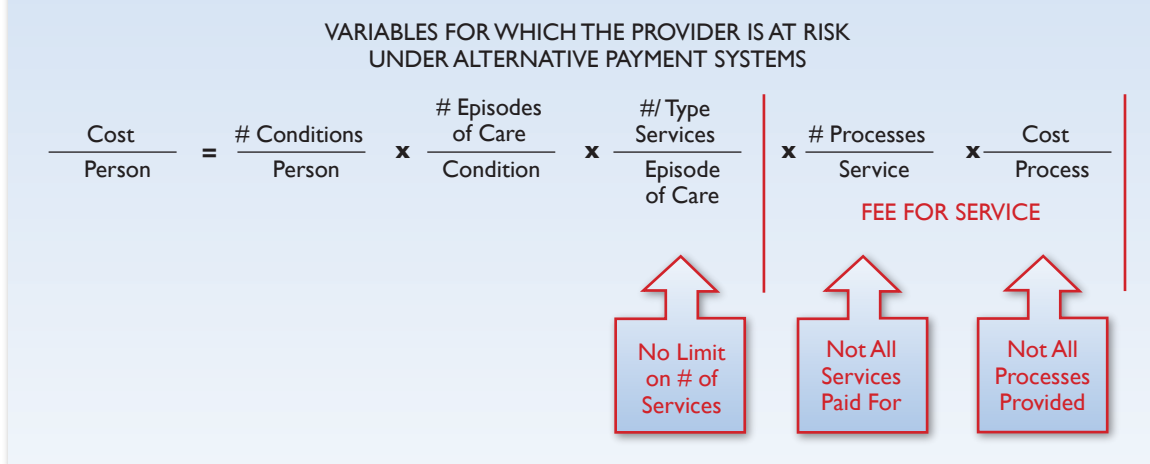 VARIABLES FOR WHICH THE PROVIDER IS AT RISK
UNDER ALTERNATIVE PAYMENT SYSTEMS
Cost
Person
=
# Conditions
Person
x
# Episodes
of Care
Condition
x
#/ Type
Services
Episode
of Care
x
# Processes
Service
x
Cost
Process
FEE FOR SERVICE
No Limit
on # of
Services
Not All
Services
Paid For
Not All
Processes
Provided